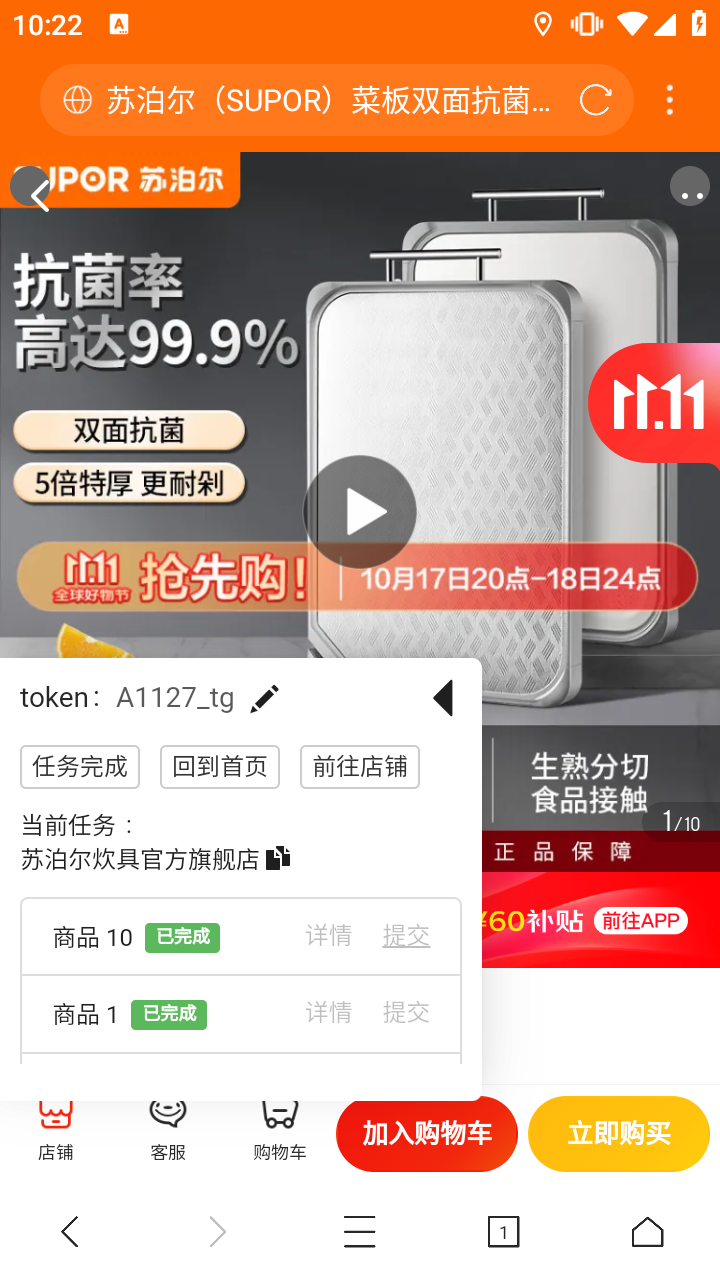 10:22
苏泊尔（SUPOR）菜板双面抗菌...
SUPOR 苏泊尔
抗菌率
高达99.9%
双面抗菌
5倍特厚 更耐剁
11.11
11.11
全球好物节
抢先购！
10月17日20点-18日24点
token：A1127_tg
任务完成 回到首页 前往店铺
当前任务：
苏泊尔炊具官方旗舰店
商品 10 已完成 详情 提交
商品 1 已完成 详情 提交
生熟分切
食品接触
1/10
正品保障
¥60补贴 前往APP
店铺 客服 购物车 加入购物车 立即购买
1